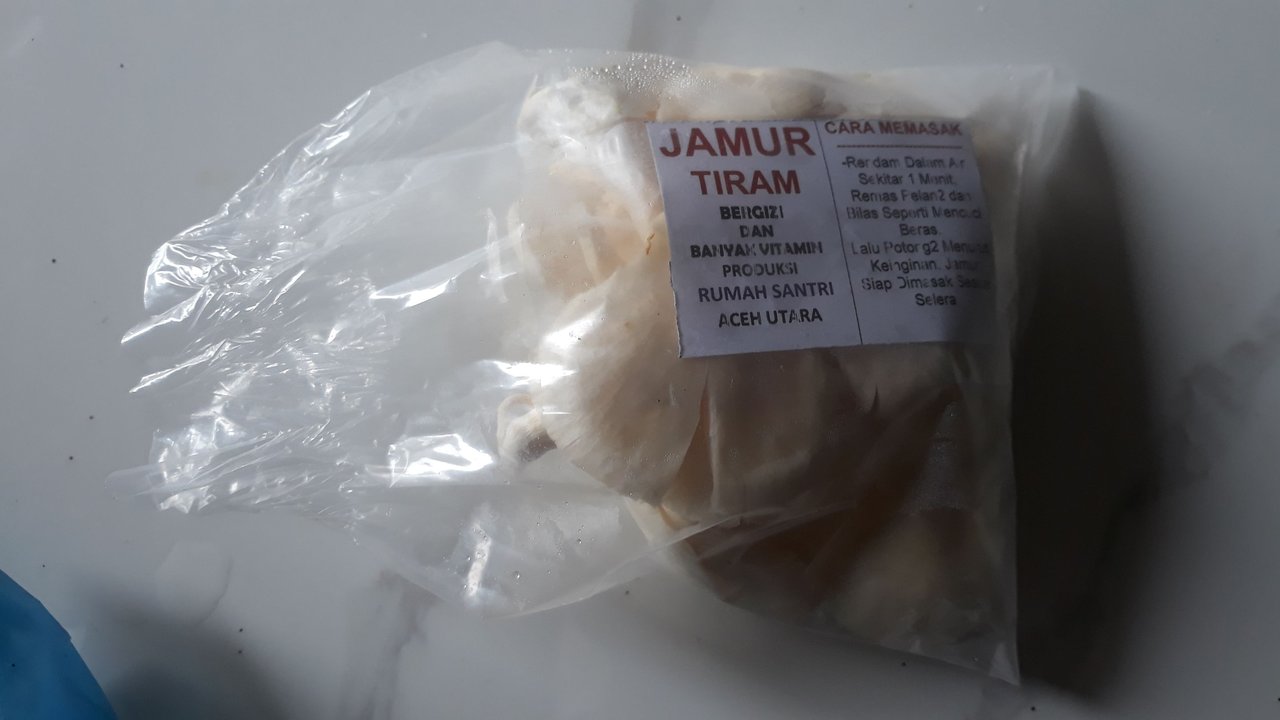 JAMUR
TIRAM
BERGIZI
DAN
BANYAK VITAMIN
PRODUKSI
RUMAH SANTRI
ACEH UTARA
CARA MEMASAK
-Rendam Dalam Air
Sekitar 1 Menit,
Remas Pelan2 dan
Bilas Seperti Mencuci
Beras.
Lalu Potong2 Menurut
Keinginan. Jamur
Siap Dimasak Sesuai
Selera